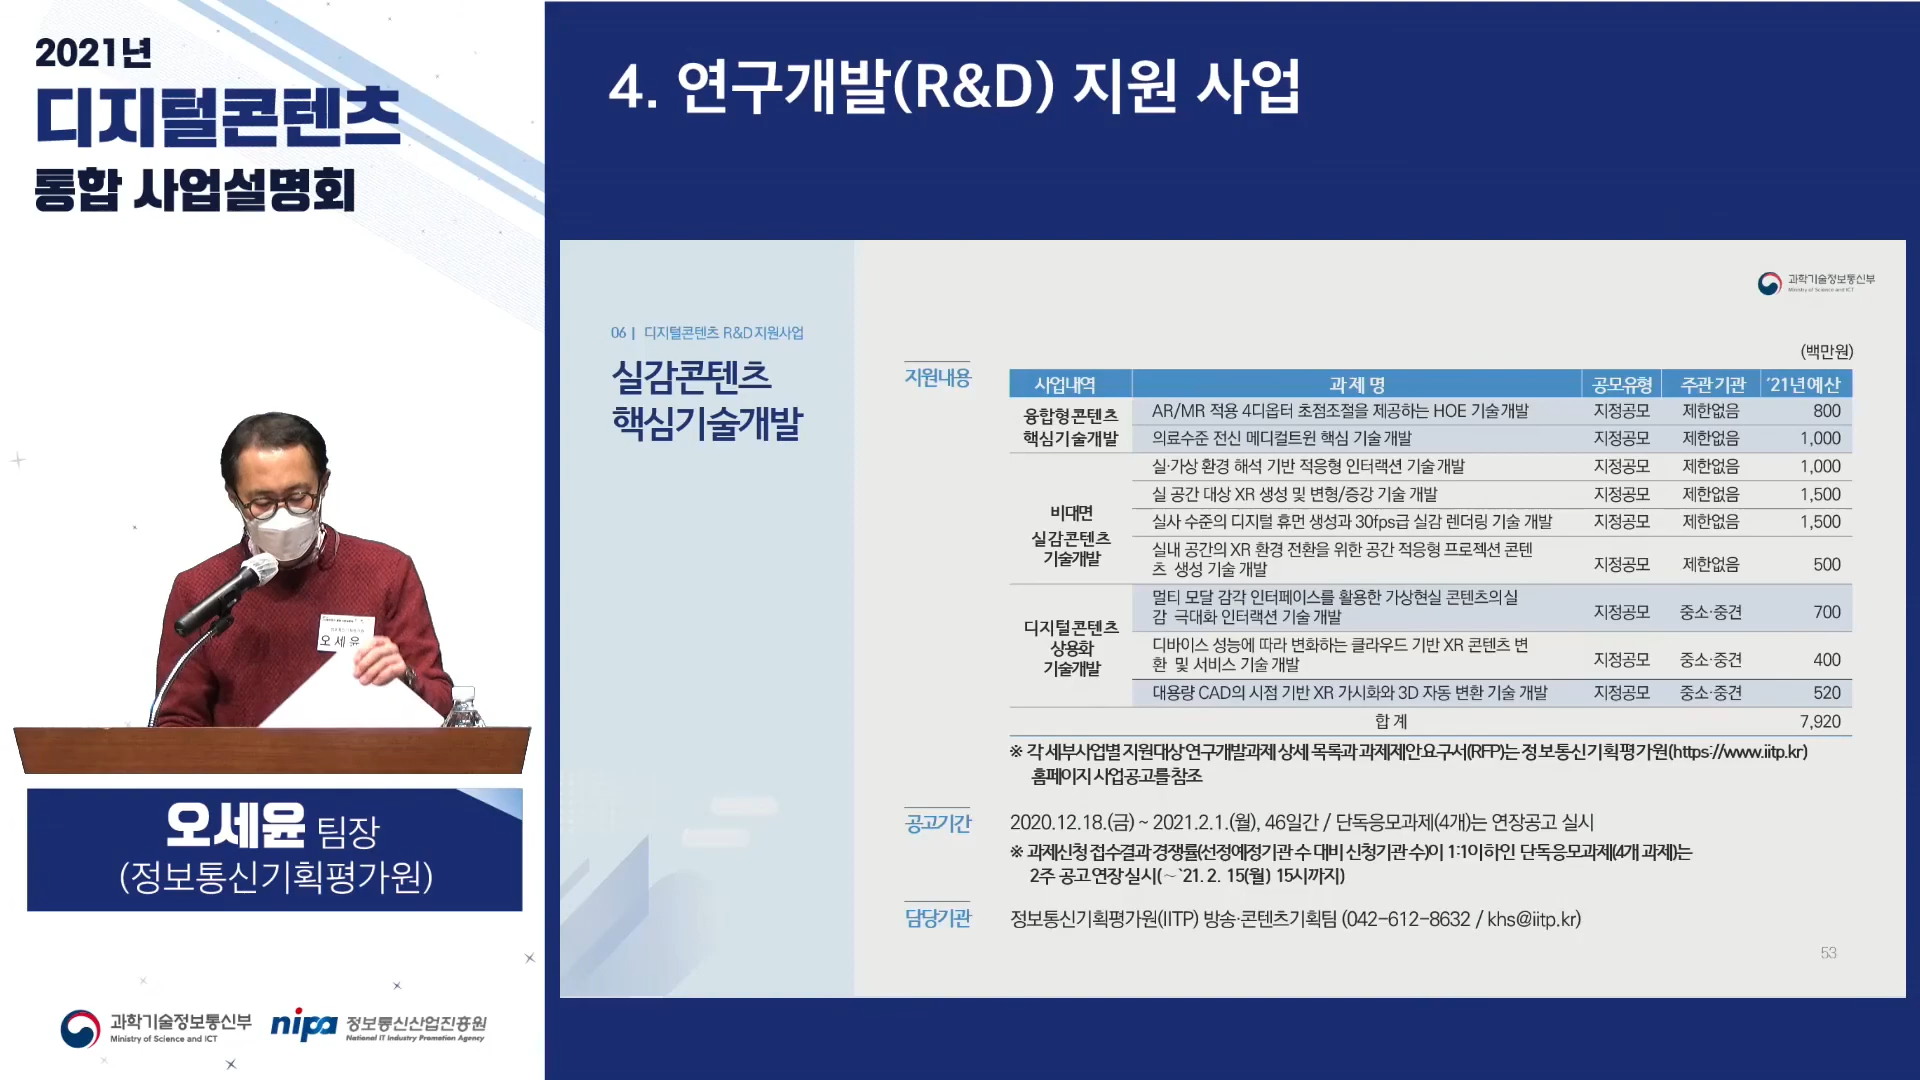 2021년
디지털콘텐츠
통합 사업설명회
오세윤
오세윤 팀장
(정보통신기획평가원)
과학기술정보통신부
Ministry of Science and ICT
nipa 정보통신산업진흥원
National IT Industry Promotion Agency
4. 연구개발(R&D) 지원 사업
과학기술정보통신부
Ministry of Science and ICT
06 | 디지털콘텐츠 R&D 지원사업
실감콘텐츠
핵심기술개발
(백만원)
지원내용
사업내역 과제명 공모유형 주관기관 '21년예산
융합형콘텐츠
핵심기술개발
AR/MR 적용 4디옵터 초점조절을 제공하는 HOE 기술개발 지정공모 제한없음 800
의료수준 전신 메디컬트윈 핵심 기술개발 지정공모 제한없음 1,000
비대면
실감콘텐츠
기술개발
실·가상 환경 해석 기반 적응형 인터랙션 기술개발 지정공모 제한없음 1,000
실 공간 대상 XR 생성 및 변형/증강 기술 개발 지정공모 제한없음 1,500
실사 수준의 디지털 휴먼 생성과 30fps급 실감 렌더링 기술 개발 지정공모 제한없음 1,500
실내 공간의 XR 환경 전환을 위한 공간 적응형 프로젝션 콘텐
츠 생성 기술 개발 지정공모 제한없음 500
디지털콘텐츠
상용화
기술개발
멀티 모달 감각 인터페이스를 활용한 가상현실 콘텐츠의 실
감 극대화 인터랙션 기술 개발 지정공모 중소·중견 700
디바이스 성능에 따라 변화하는 클라우드 기반 XR 콘텐츠 변
환 및 서비스 기술 개발 지정공모 중소·중견 400
대용량 CAD의 시점 기반 XR 가시화와 3D 자동 변환 기술 개발 지정공모 중소·중견 520
합 계 7,920
※ 각 세부사업별 지원대상 연구개발과제 상세 목록과 과제제안요구서(RFP)는 정보통신기획평가원(https://www.iitp.kr)
홈페이지 사업공고를 참조
공고기간 2020.12.18.(금) ~ 2021.2.1.(월), 46일간 / 단독응모과제(4개)는 연장공고 실시
※ 과제신청 접수결과 경쟁률(선정예정기관 수 대비 신청기관 수)이 1:1이하인 단독응모과제(4개 과제)는
2주 공고 연장 실시(~`21. 2. 15(월) 15시까지)
담당기관 정보통신기획평가원(IITP) 방송·콘텐츠기획팀 (042-612-8632 / khs@iitp.kr)
53